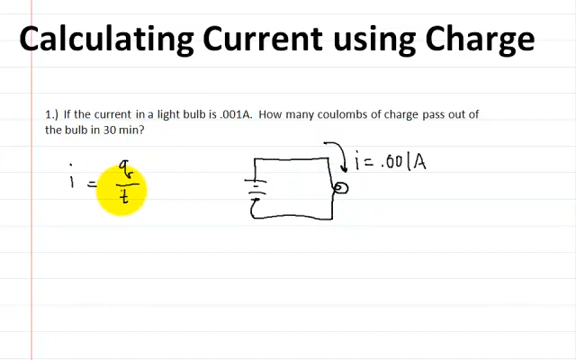 Calculating Current using Charge
1.) If the current in a light bulb is .001A. How many coulombs of charge pass out of
the bulb in 30 min?
i = q/t
i = .001A